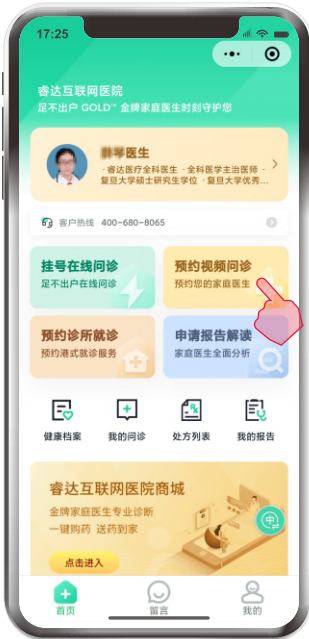 17:25
睿达互联网医院
足不出户 GOLD™ 金牌家庭医生时刻守护您
医生
·睿达医疗全科医生 ·全科医学主治医师 ·
复旦大学硕士研究生学位 ·复旦大学优秀...
客户热线 400-680-8065
挂号在线问诊
足不出户在线问诊
预约视频问诊
预约您的家庭医生
预约诊所就诊
预约港式就诊服务
申请报告解读
家庭医生全面分析
健康档案
我的问诊
处方列表
我的报告
睿达互联网医院商城
金牌家庭医生专业诊断
一键购药 送药到家
点击进入
中
首页
留言
我的